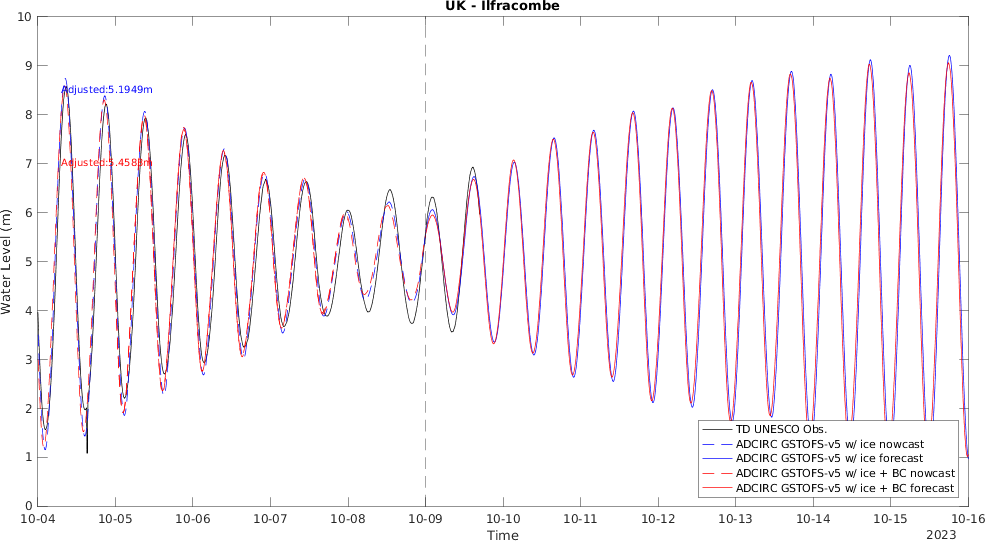 UK - Ilfracombe
10
9
8
7
6
5
4
3
2
1
0
Water Level (m)
Adjusted:5.1949m
Adjusted:5.4583m
TD UNESCO Obs.
ADCIRC GSTOFS-v5 w/ ice nowcast
ADCIRC GSTOFS-v5 w/ ice forecast
ADCIRC GSTOFS-v5 w/ ice + BC nowcast
ADCIRC GSTOFS-v5 w/ ice + BC forecast
10-04 10-05 10-06 10-07 10-08 10-09 10-10 10-11 10-12 10-13 10-14 10-15 10-16
Time
2023